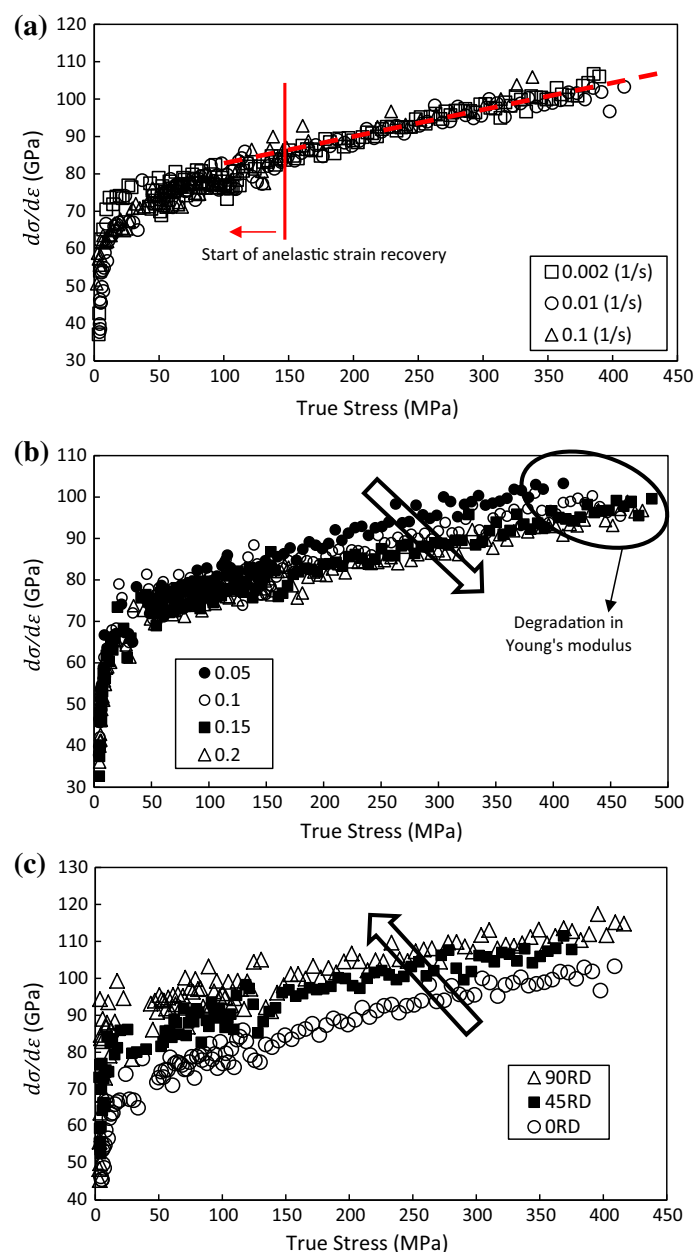 (a)
120
110
100
90
80
70
60
50
40
30
dσ/dε (GPa)
Start of anelastic strain recovery
0.002 (1/s)
0.01 (1/s)
0.1 (1/s)
0 50 100 150 200 250 300 350 400 450
True Stress (MPa)
(b)
110
100
90
80
70
60
50
40
30
dσ/dε (GPa)
Degradation in
Young's modulus
0.05
0.1
0.15
0.2
0 50 100 150 200 250 300 350 400 450 500
True Stress (MPa)
(c)
130
120
110
100
90
80
70
60
50
40
dσ/dε (GPa)
90RD
45RD
0RD
0 50 100 150 200 250 300 350 400 450
True Stress (MPa)